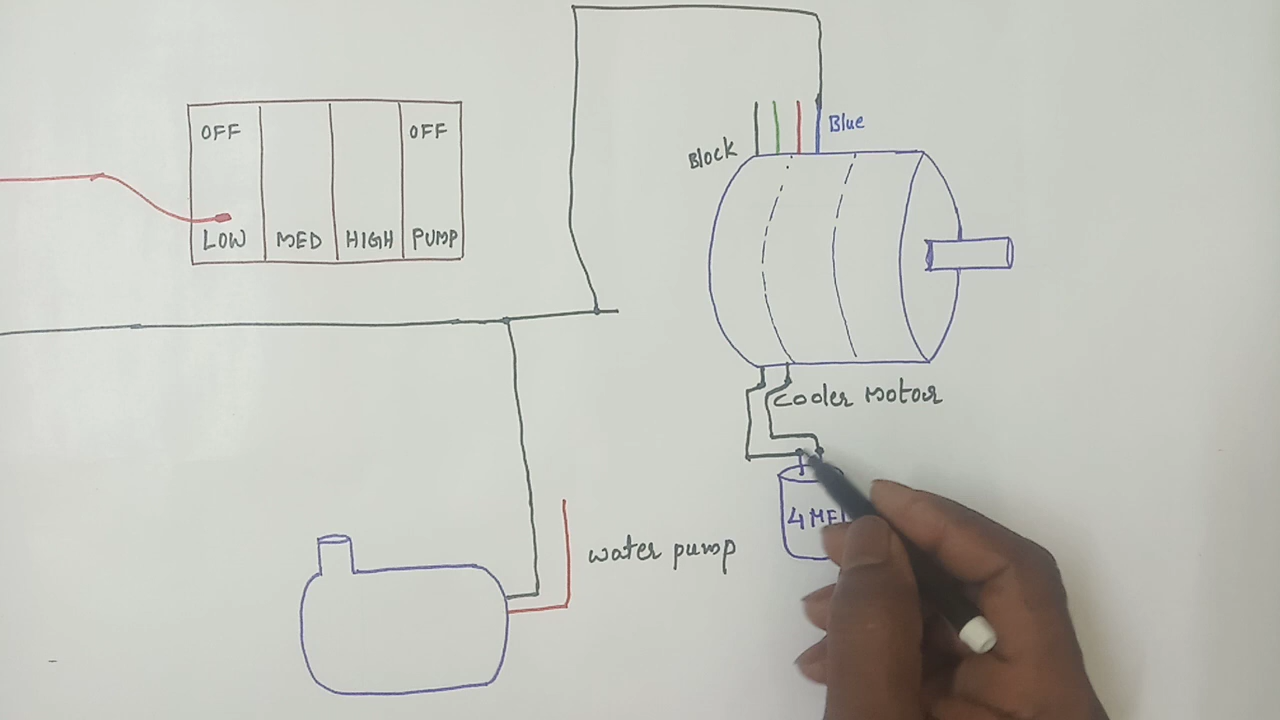 OFF
OFF
LOW
MED
HIGH
PUMP
Block
Blue
Cooler Motor
water pump